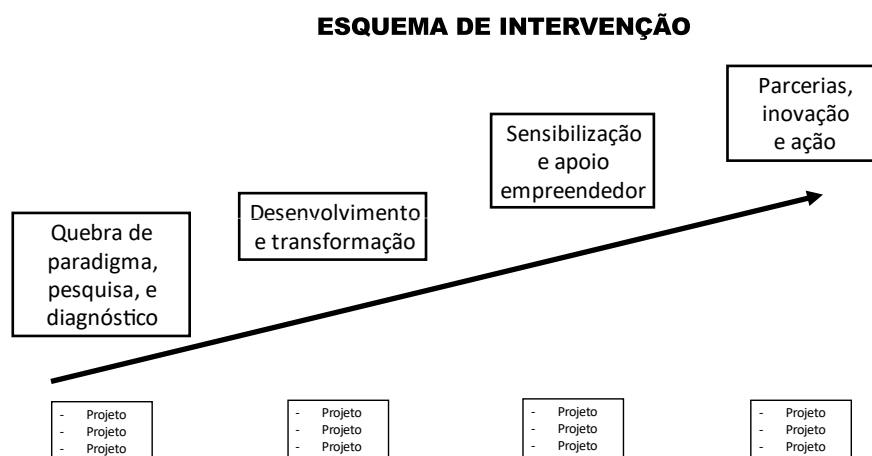 ESQUEMA DE INTERVENÇÃO
Quebra de
paradigma,
pesquisa, e
diagnóstico
Desenvolvimento
e transformação
Sensibilização
e apoio
empreendedor
Parcerias,
inovação
e ação
- Projeto
- Projeto
- Projeto
- Projeto
- Projeto
- Projeto
- Projeto
- Projeto
- Projeto
- Projeto
- Projeto
- Projeto